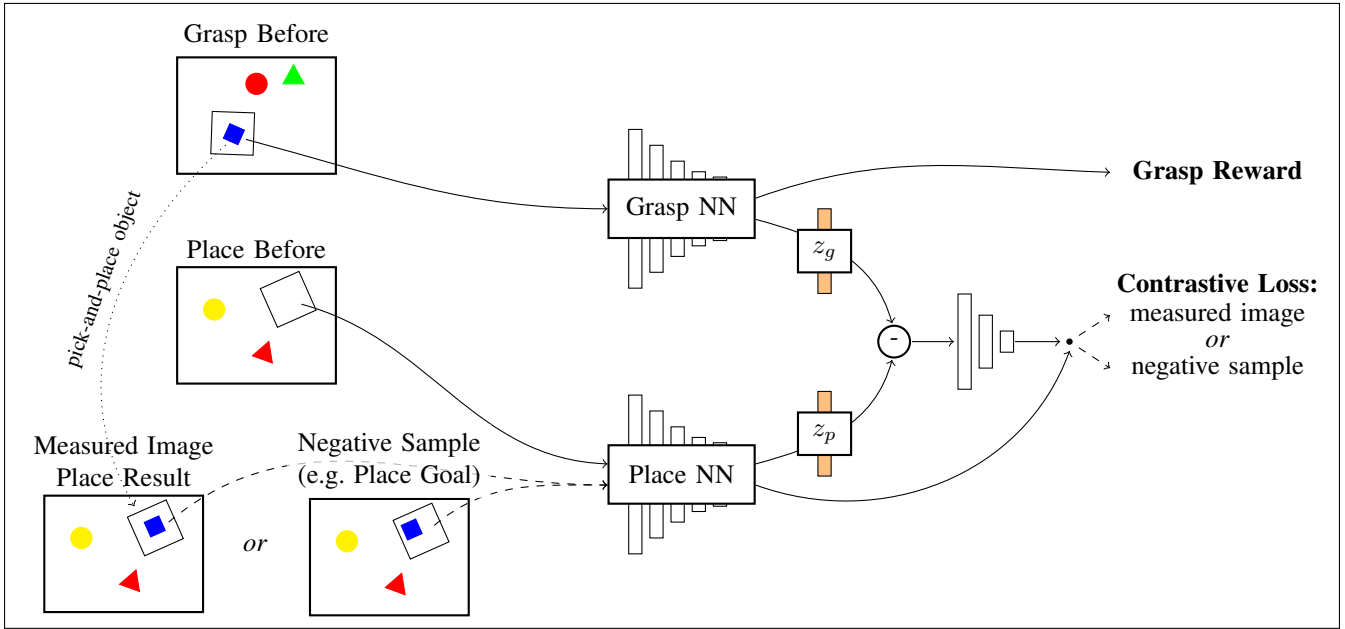 Grasp Before
pick-and-place object
Place Before
Measured Image
Place Result
or
Negative Sample
(e.g. Place Goal)
Grasp NN
Place NN
z_g
z_p
-
Grasp Reward
Contrastive Loss:
measured image
or
negative sample